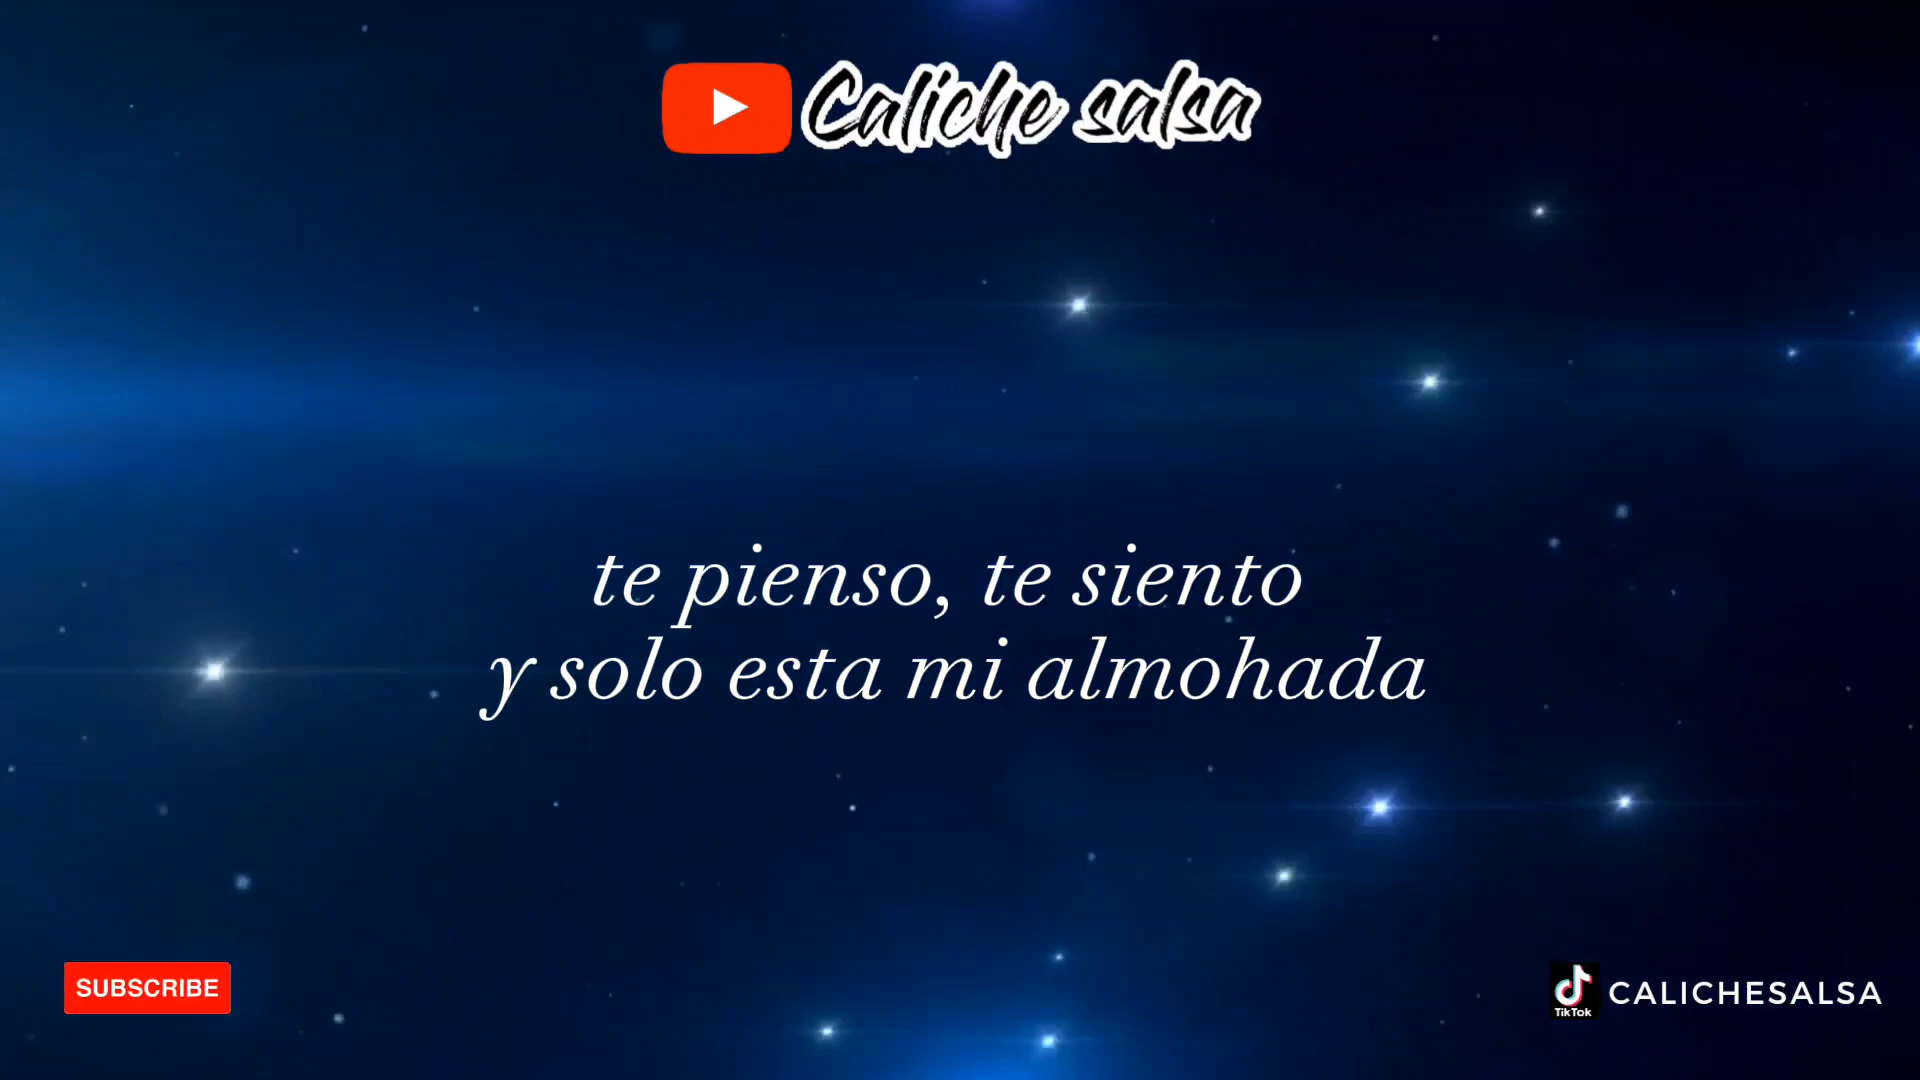 Caliche salsa
te pienso, te siento
y solo esta mi almohada
SUBSCRIBE
TikTok
CALICHESALSA